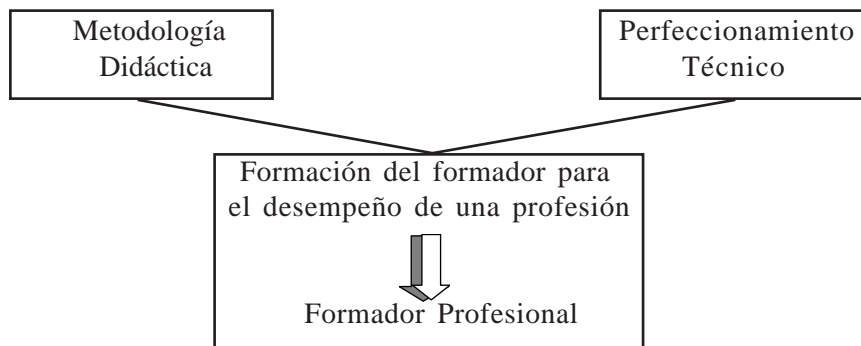 Metodología
Didáctica
Perfeccionamiento
Técnico
Formación del formador para
el desempeño de una profesión
Formador Profesional